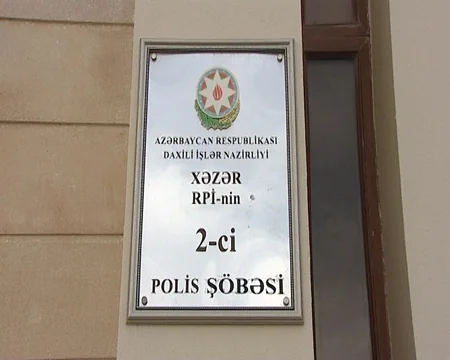 AZƏRBAYCAN RESPUBLİKASI
DAXİLİ İŞLƏR NAZİRLİYİ
XƏZƏR
RPİ-nin
2-ci
POLİS ŞÖBƏSİ